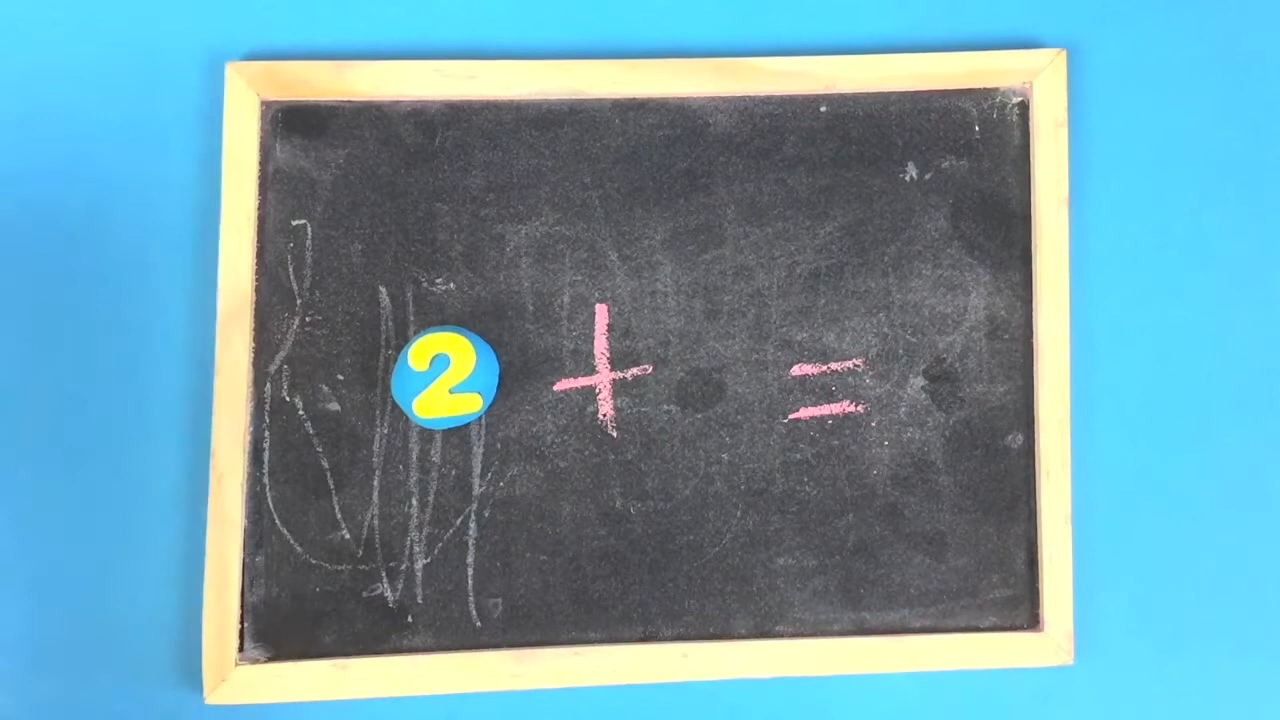 2 + =